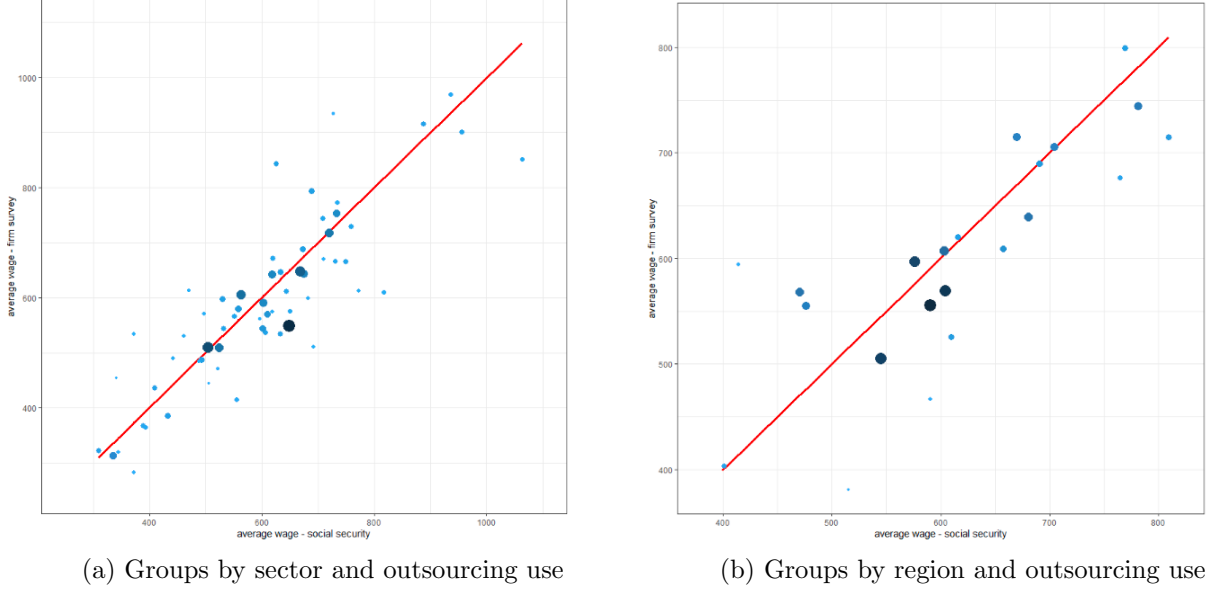 1000
800
600
400
average wage - firm survey
400 600 800 1000
average wage - social security
(a) Groups by sector and outsourcing use
800
700
600
500
400
average wage - firm survey
400 500 600 700 800
average wage - social security
(b) Groups by region and outsourcing use